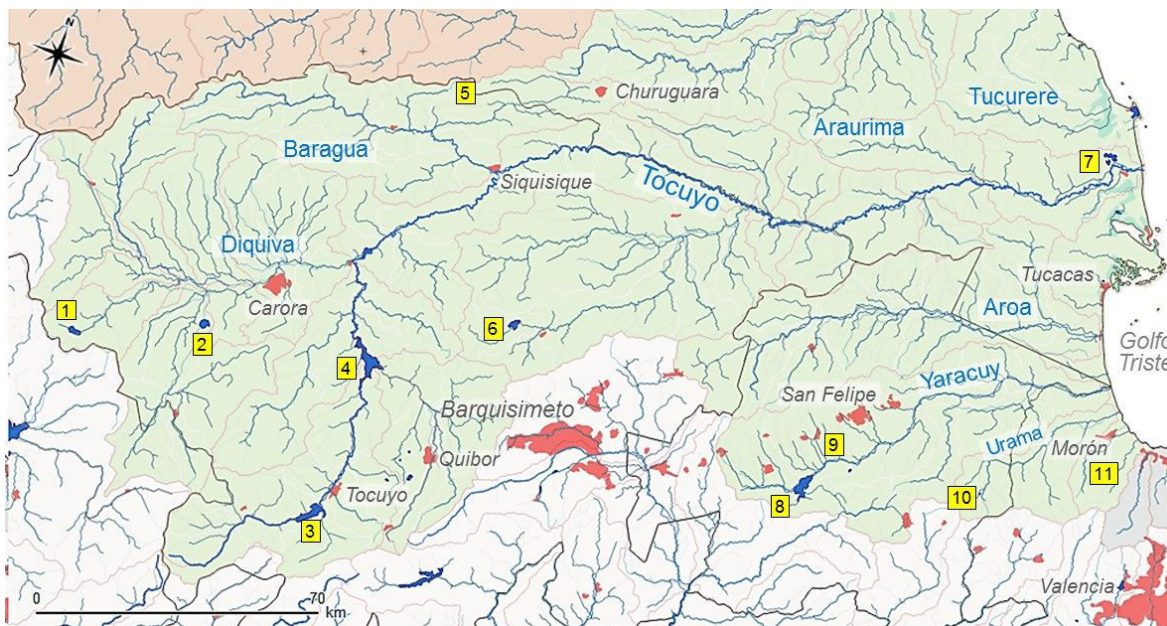 N
5
Churuguara
Tucurere
Araurima
Baragua
7
Siquisique
Tocuyo
Diquiva
Tucacas
Carora
Aroa
1
2
6
4
Golfo
Triste
Yaracuy
San Felipe
Barquisimeto
9
Urama
Morón
Quibor
11
Tocuyo
10
8
3
Valencia
0
70
km